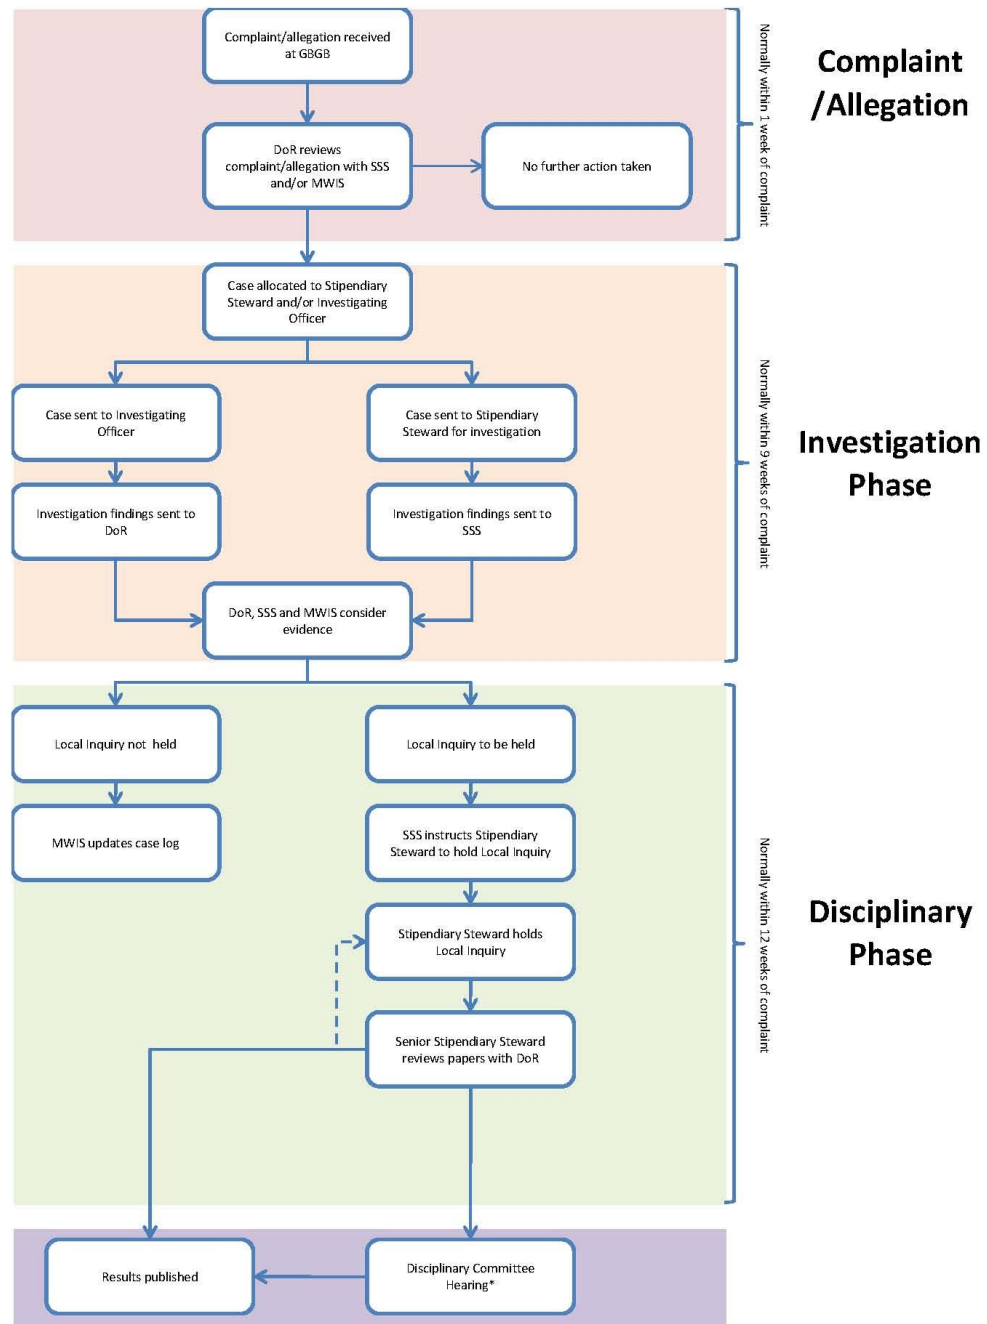 Complaint/allegation received
at GBGB
Normally within 1 week of complaint
Complaint
/Allegation
DoR reviews
complaint/allegation with SSS
and/or MWIS
No further action taken
Case allocated to Stipendiary
Steward and/or Investigating
Officer
Case sent to Investigating
Officer
Case sent to Stipendiary
Steward for investigation
Normally within 9 weeks of complaint
Investigation
Phase
Investigation findings sent to
DoR
Investigation findings sent to
SSS
DoR, SSS and MWIS consider
evidence
Local Inquiry not held
Local Inquiry to be held
MWIS updates case log
SSS instructs Stipendiary
Steward to hold Local Inquiry
Normally within 12 weeks of complaint
Disciplinary
Phase
Stipendiary Steward holds
Local Inquiry
Senior Stipendiary Steward
reviews papers with DoR
Results published
Disciplinary Committee
Hearing*